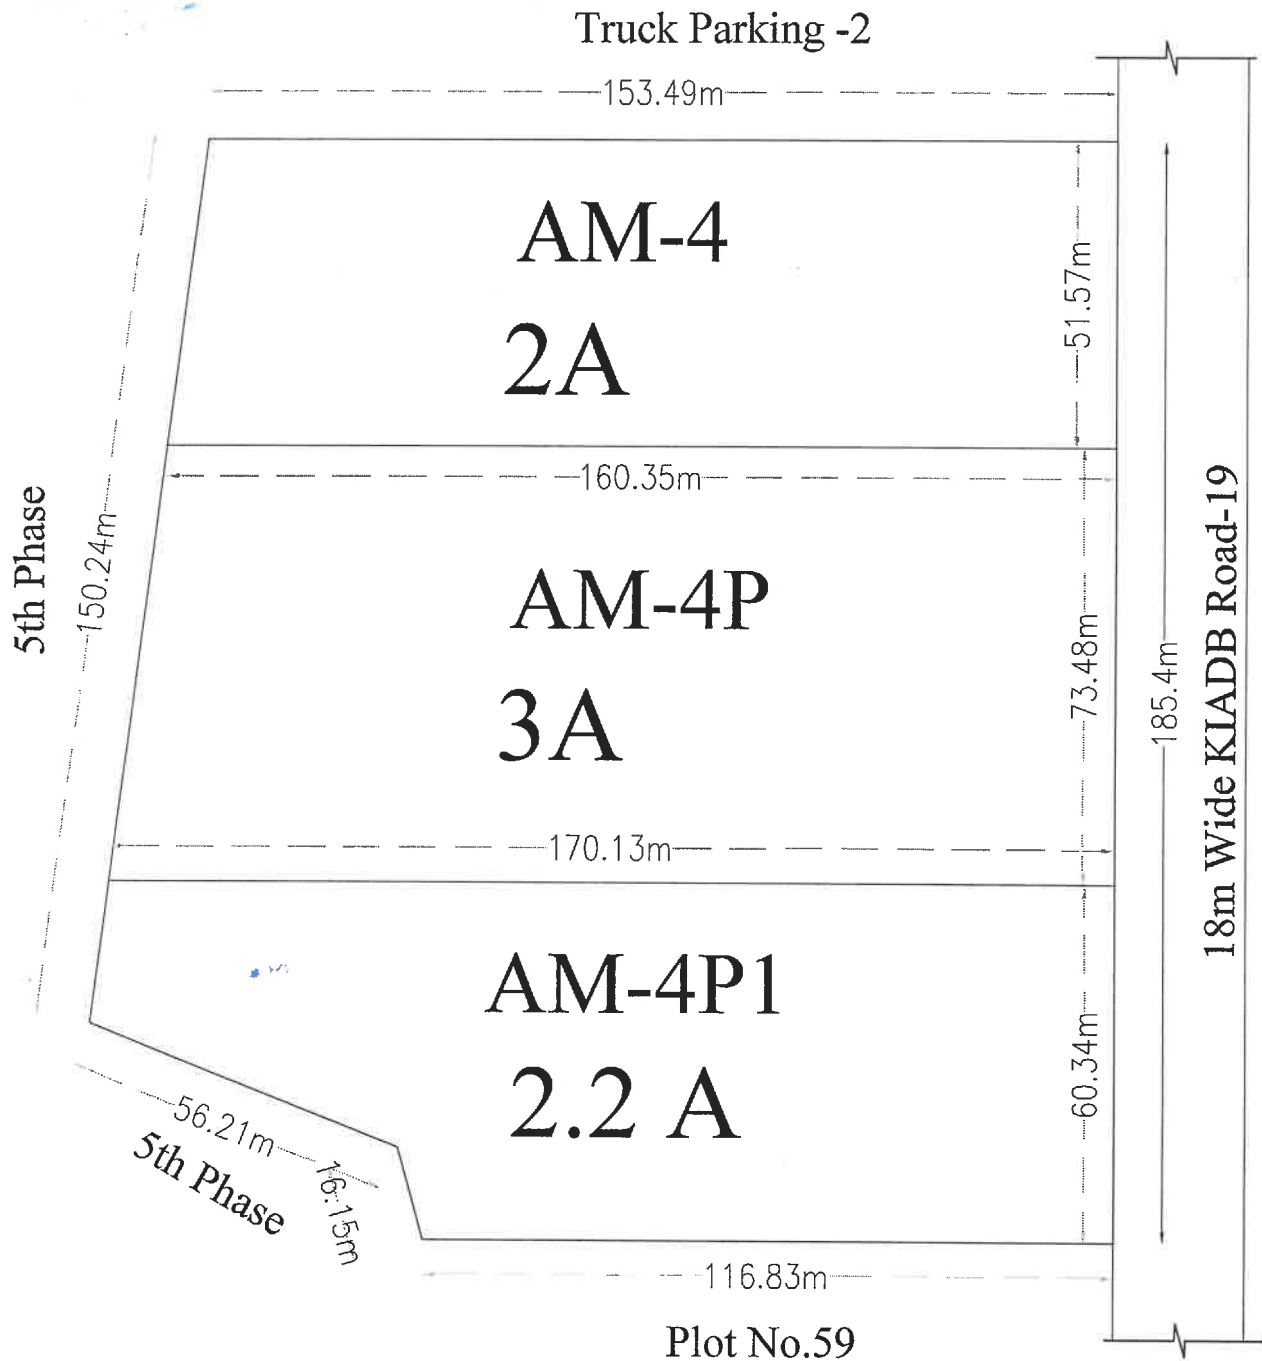 Truck Parking -2
153.49m
AM-4
2A
51.57m
160.35m
5th Phase
150.24m
AM-4P
3A
73.48m
185.4m
18m Wide KIADB Road-19
170.13m
AM-4P1
2.2 A
60.34m
56.21m
5th Phase
16.15m
116.83m
Plot No.59